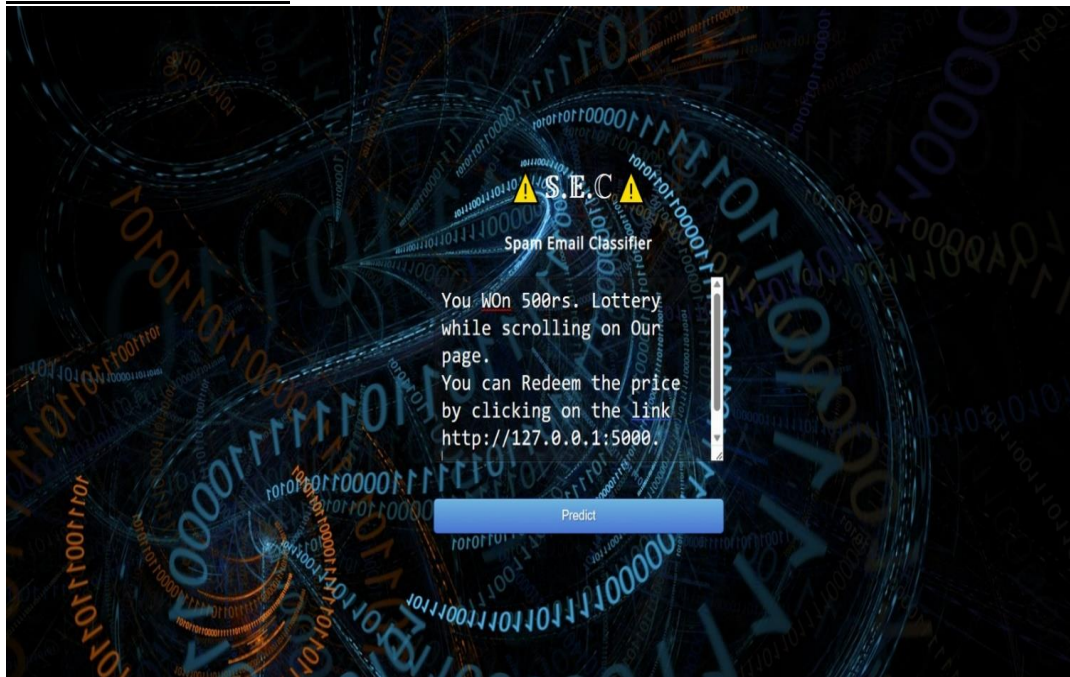 ⚠ 𝕊.𝔼.ℂ ⚠
Spam Email Classifier
You WOn 500rs. Lottery
while scrolling on Our
page.
You can Redeem the price
by clicking on the link
http://127.0.0.1:5000.
Predict